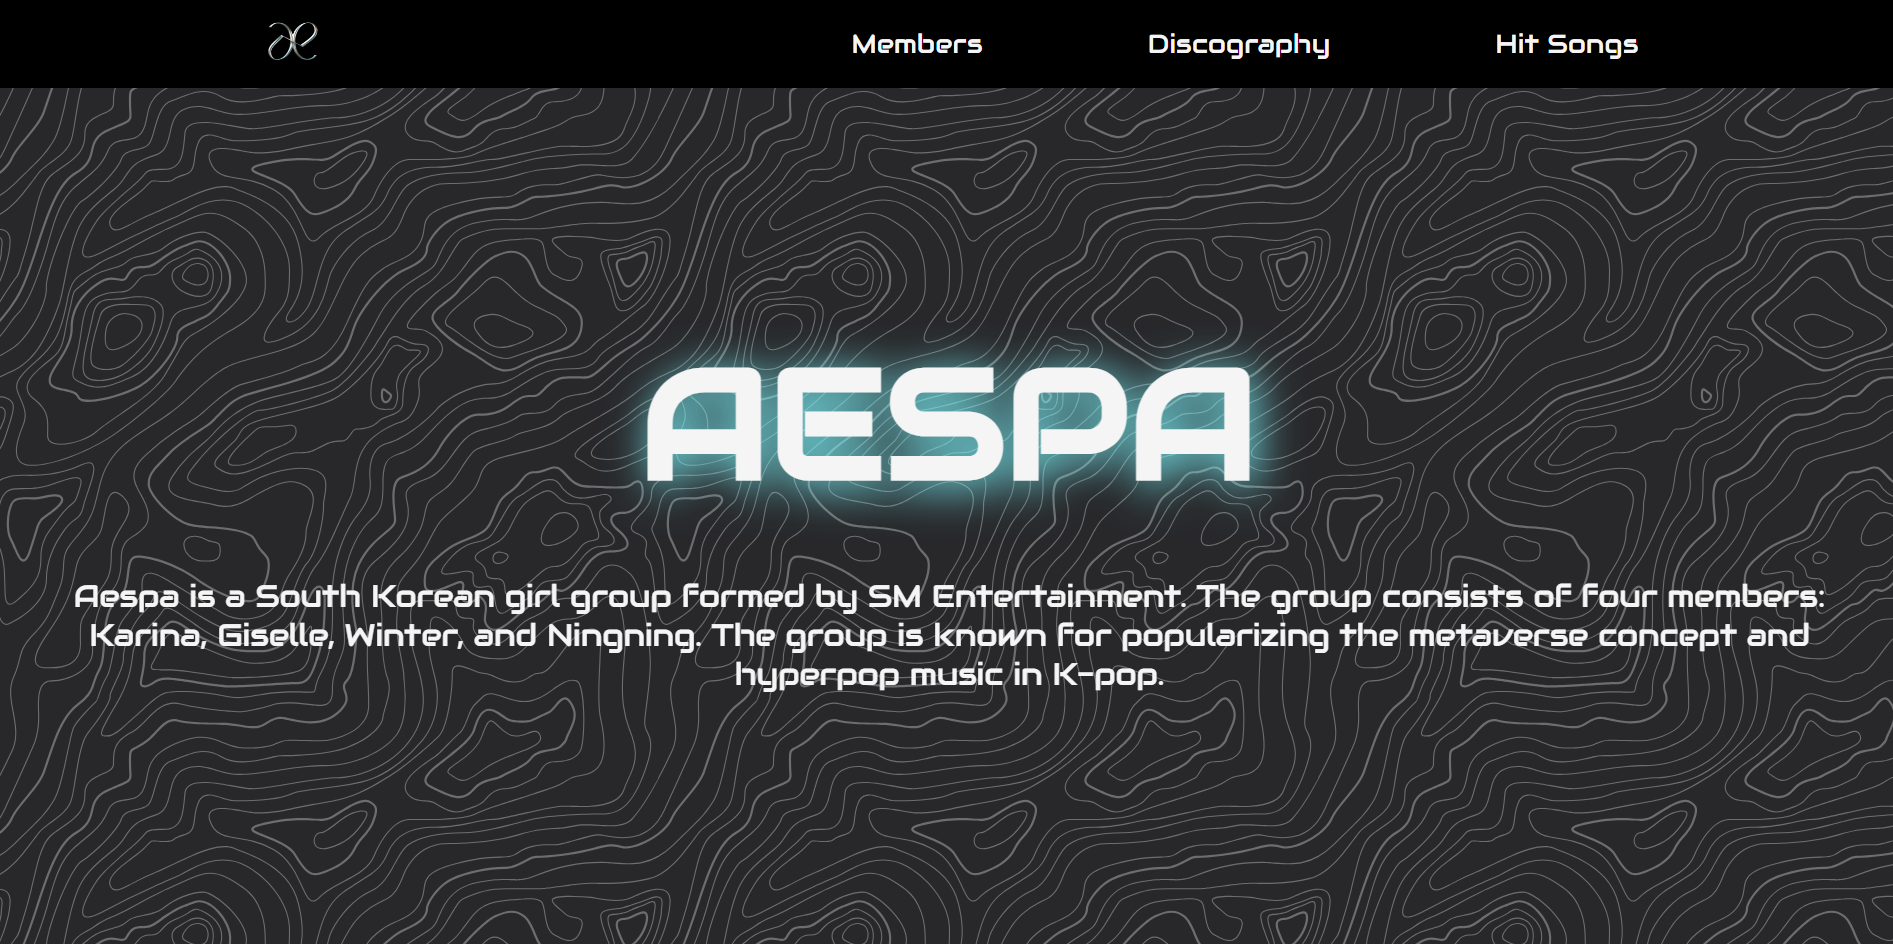 æ
Members Discography Hit Songs
AESPA
Aespa is a South Korean girl group formed by SM Entertainment. The group consists of four members:
Karina, Giselle, Winter, and Ningning. The group is known for popularizing the metaverse concept and
hyperpop music in K-pop.